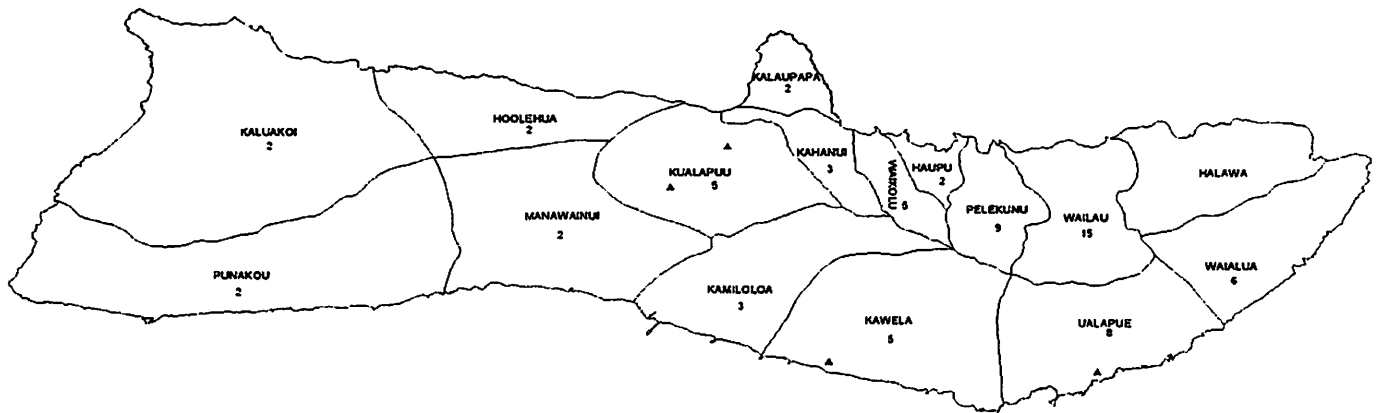 KALAUPAPA
2
KALUAKOI
2
HOOLEHUA
2
KUALAPUU
5
KAHANUI
3
WAIKOLU
5
HAUPU
2
PELEKUNU
9
WAILAU
15
HALAWA
MANAWAINUI
2
PUNAKOU
2
KAMILOLOA
3
KAWELA
5
UALAPUE
8
WAIALUA
6